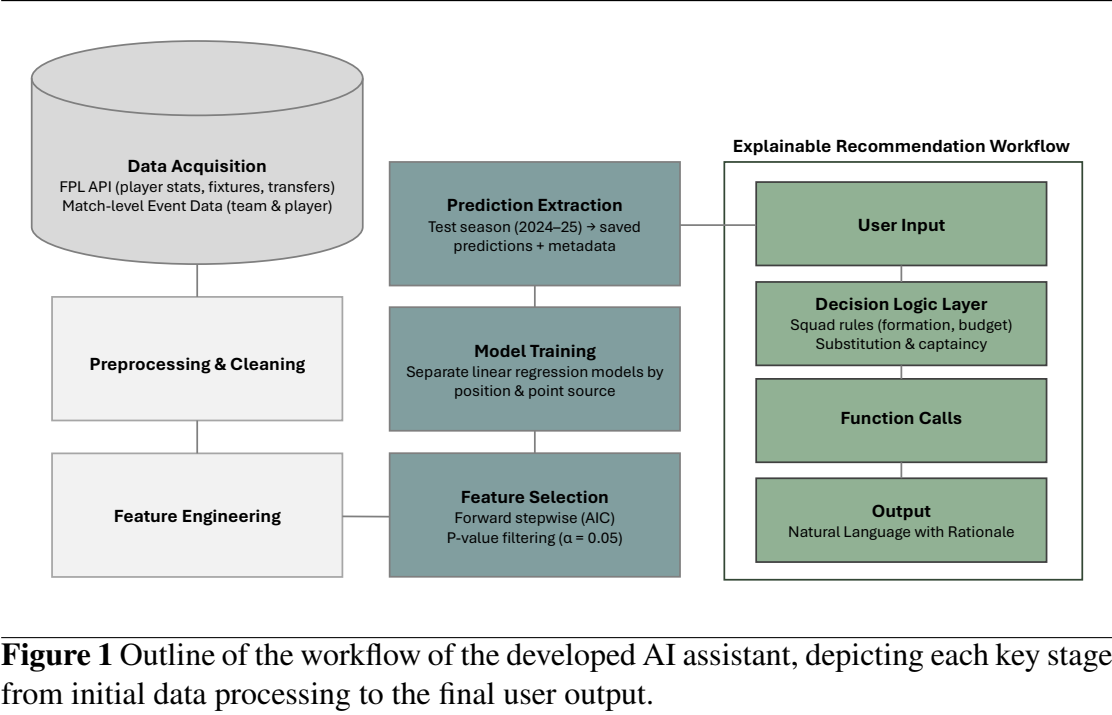 Data Acquisition
FPL API (player stats, fixtures, transfers)
Match-level Event Data (team & player)
Preprocessing & Cleaning
Feature Engineering
Prediction Extraction
Test season (2024–25) → saved
predictions + metadata
Model Training
Separate linear regression models by
position & point source
Feature Selection
Forward stepwise (AIC)
P-value filtering (α = 0.05)
Explainable Recommendation Workflow
User Input
Decision Logic Layer
Squad rules (formation, budget)
Substitution & captaincy
Function Calls
Output
Natural Language with Rationale
Figure 1 Outline of the workflow of the developed AI assistant, depicting each key stage
from initial data processing to the final user output.